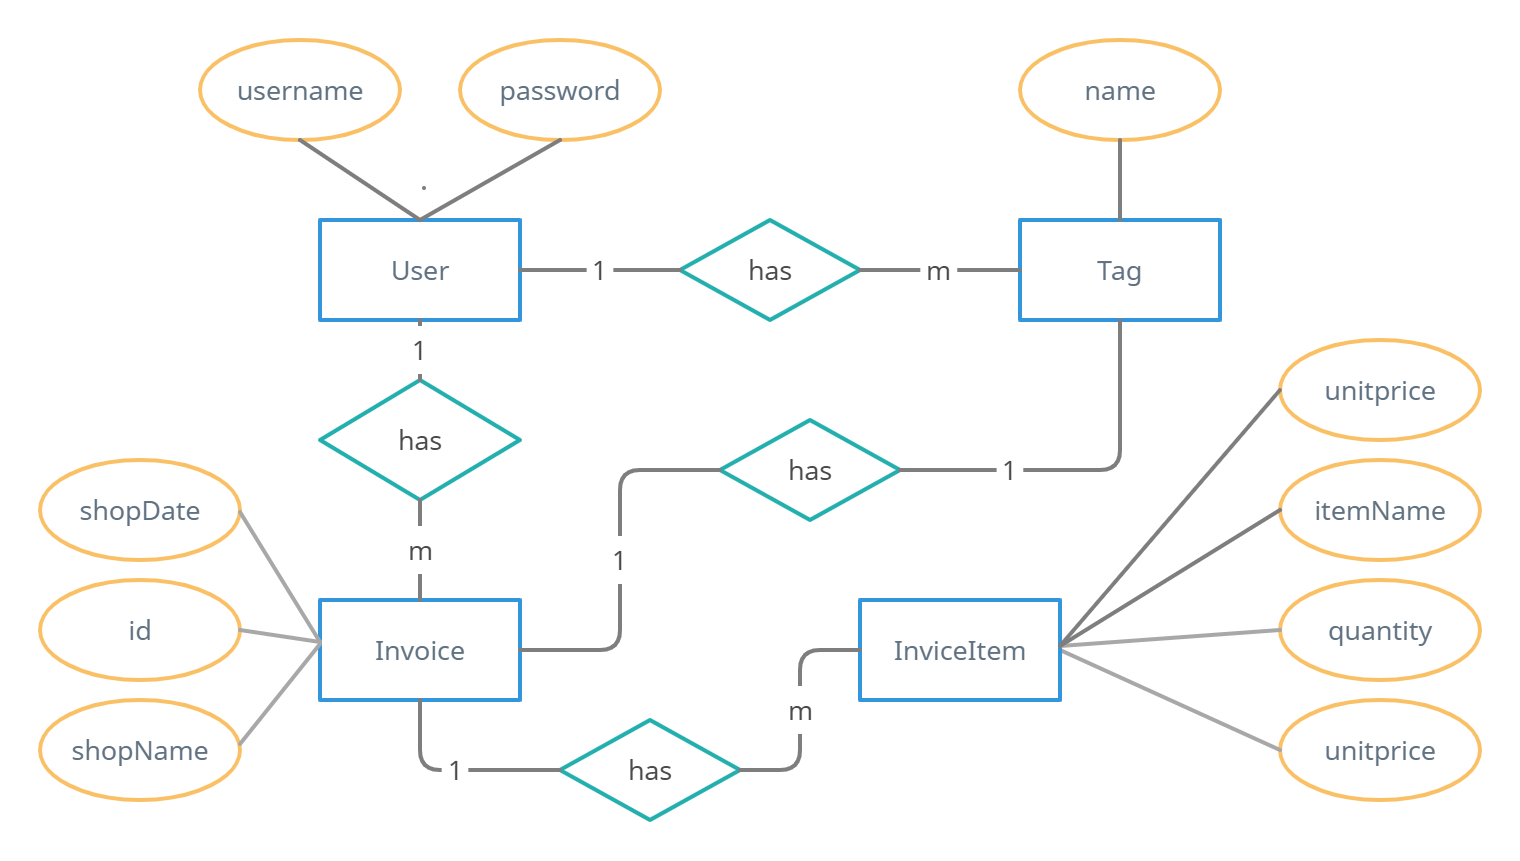 username
password
name
.
User
1
has
m
Tag
1
has
m
has
1
1
unitprice
itemName
quantity
unitprice
shopDate
id
shopName
Invoice
InviceItem
1
has
m